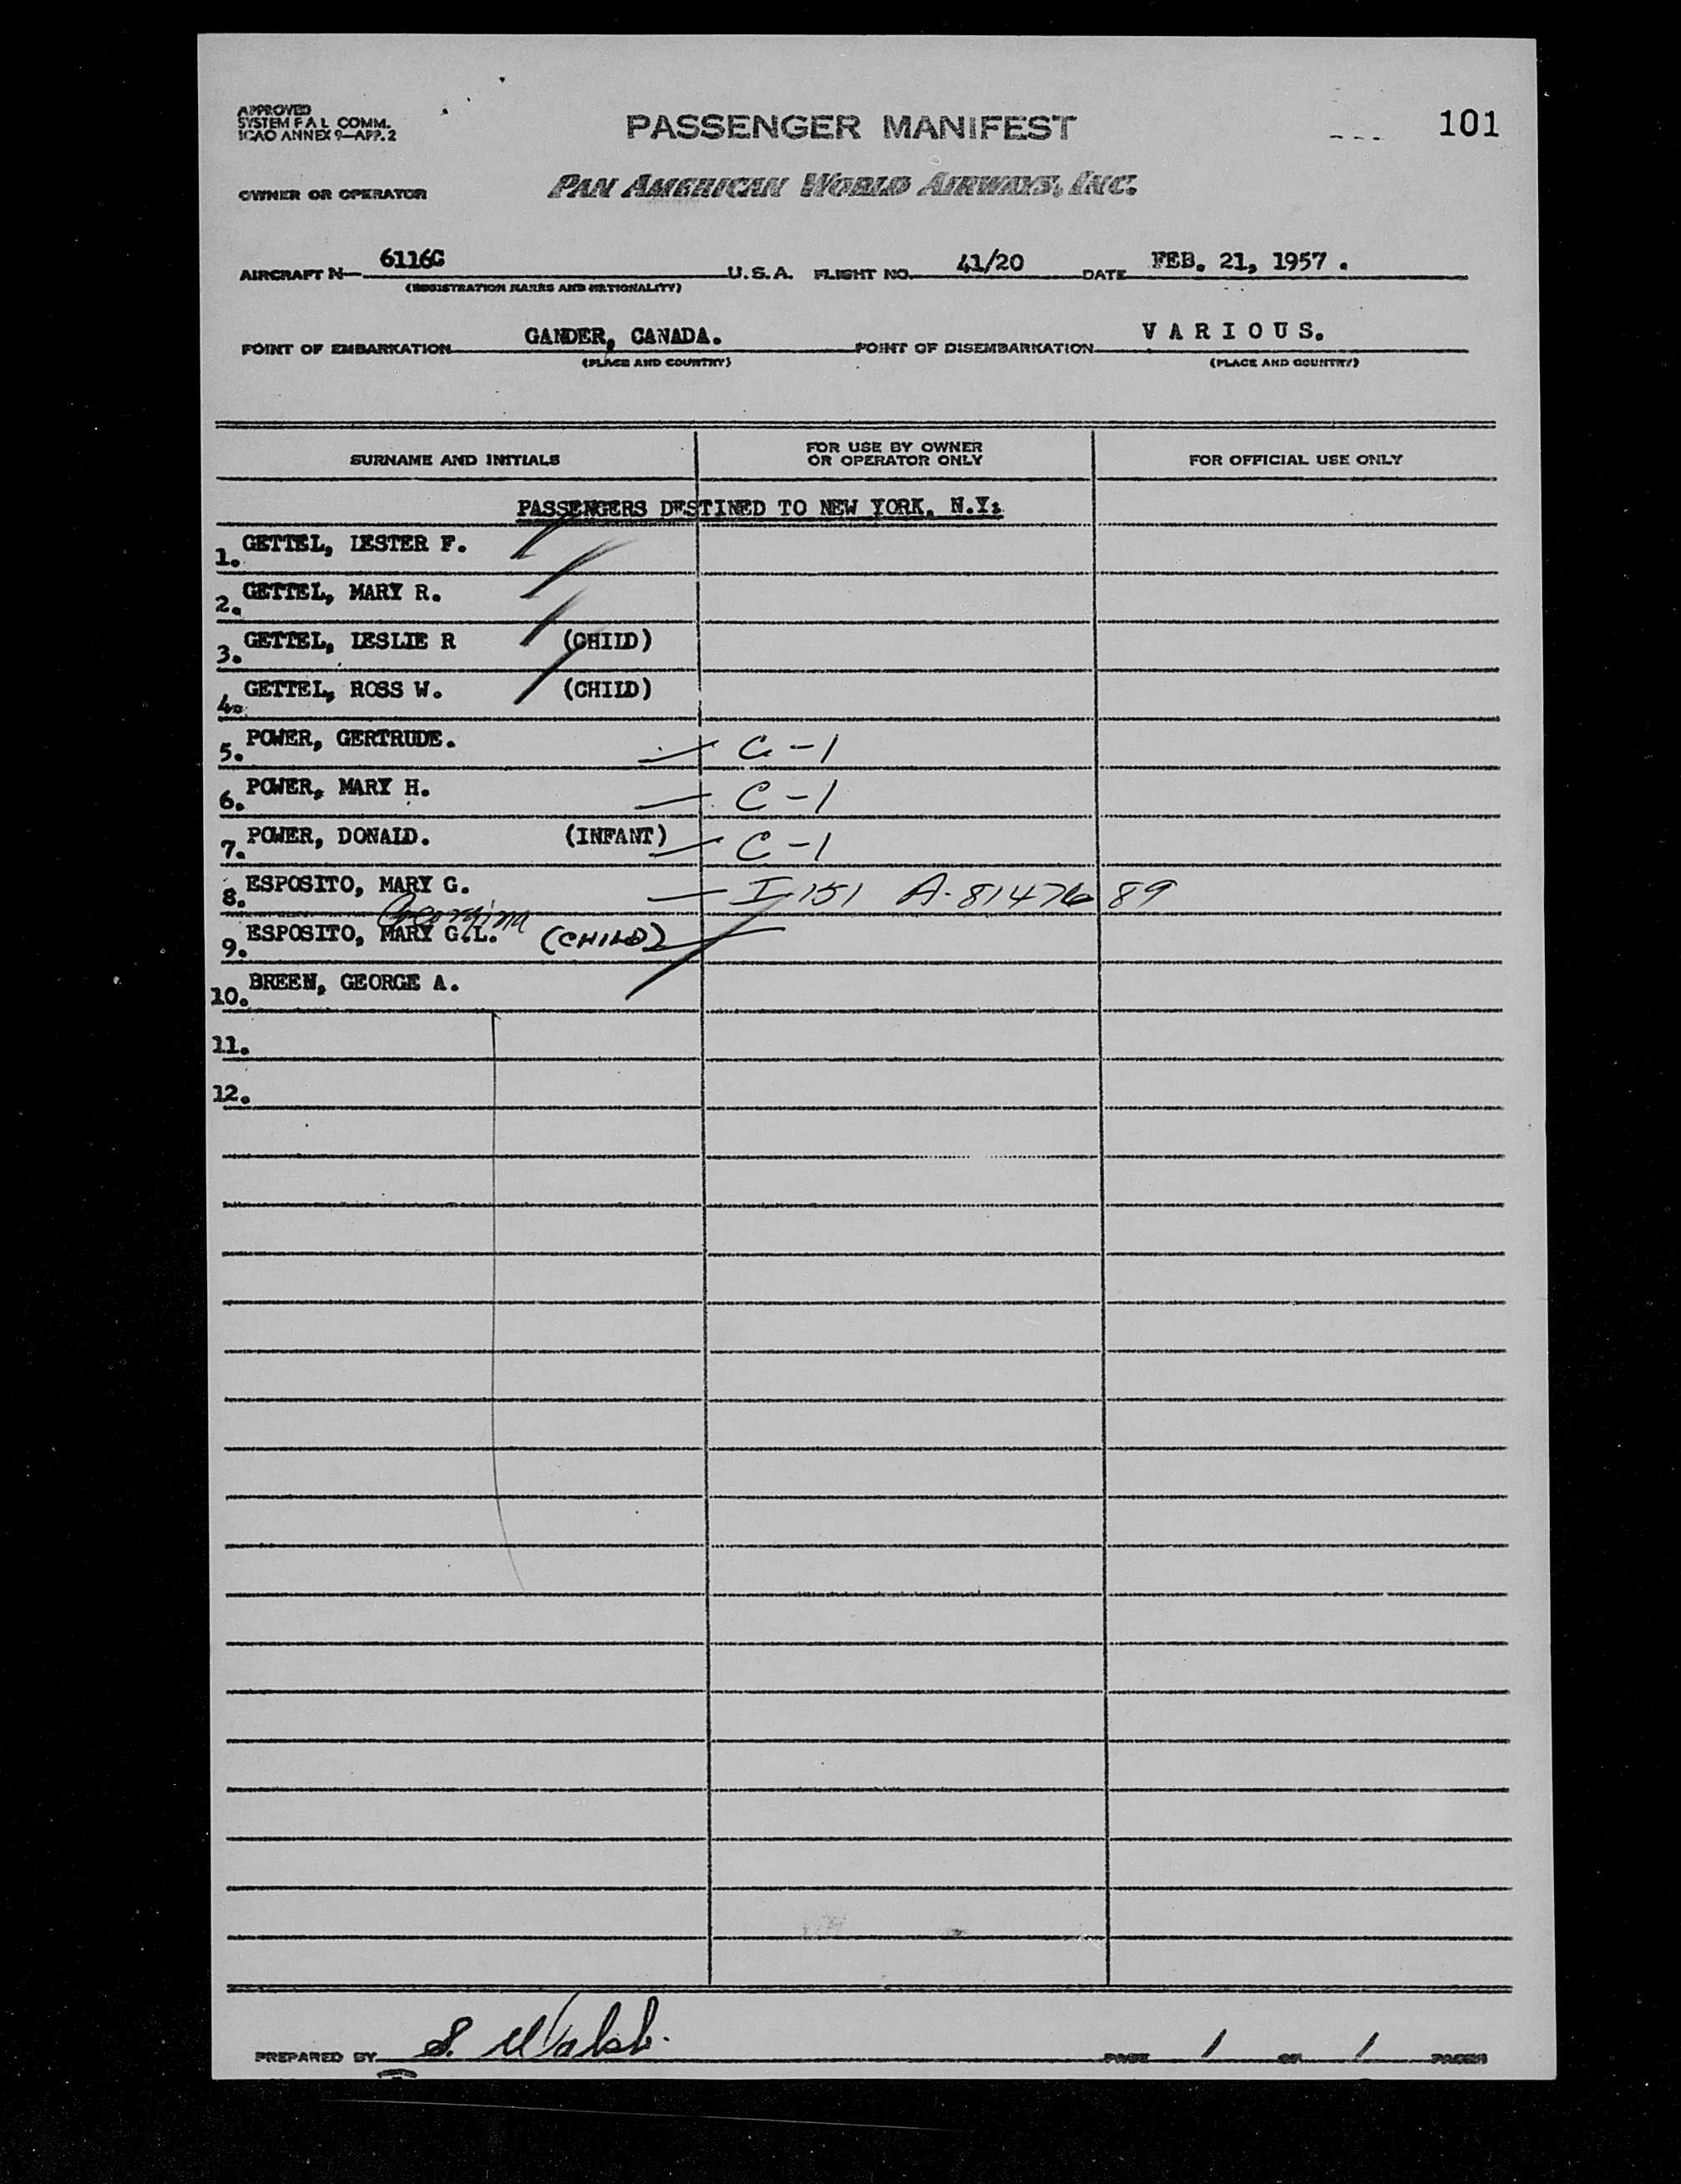 APPROVED
SYSTEM F.A.L. COMM.
ICAO ANNEX 9—APP. 2
PASSENGER MANIFEST
101
OWNER OR OPERATOR
PAN AMERICAN WORLD AIRWAYS, INC.
AIRCRAFT N— 6116C U.S.A. FLIGHT NO. 41/20 DATE FEB. 21, 1957 .
(REGISTRATION MARKS AND NATIONALITY)
POINT OF EMBARKATION GANDER, CANADA. POINT OF DISEMBARKATION V A R I O U S.
(PLACE AND COUNTRY) (PLACE AND COUNTRY)
SURNAME AND INITIALS FOR USE BY OWNER OR OPERATOR ONLY FOR OFFICIAL USE ONLY
PASSENGERS DESTINED TO NEW YORK, N.Y:
1. GETTEL, LESTER F.
2. GETTEL, MARY R.
3. GETTEL, LESLIE R (CHILD)
4. GETTEL, ROSS W. (CHILD)
5. POWER, GERTRUDE. C-1
6. POWER, MARY H. C-1
7. POWER, DONALD. (INFANT) C-1
8. ESPOSITO, MARY G. I-151 A-8147689
Georgina
9. ESPOSITO, MARY G.L. (CHILD)
10. BREEN, GEORGE A.
11.
12.
PREPARED BY S. Walsh. PAGE 1 OF 1 PAGES